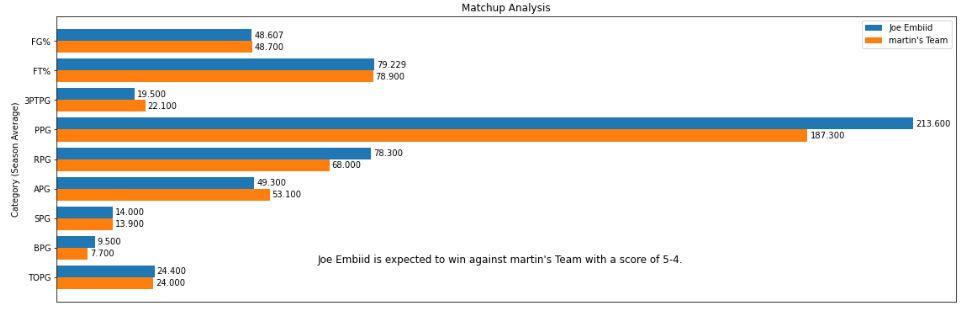 Matchup Analysis
Joe Embiid
martin's Team
Category (Season Average)
FG%
48.607
48.700
FT%
79.229
78.900
3PTPG
19.500
22.100
PPG
213.600
187.300
RPG
78.300
68.000
APG
49.300
53.100
SPG
14.000
13.900
BPG
9.500
7.700
Joe Embiid is expected to win against martin's Team with a score of 5-4.
TOPG
24.400
24.000